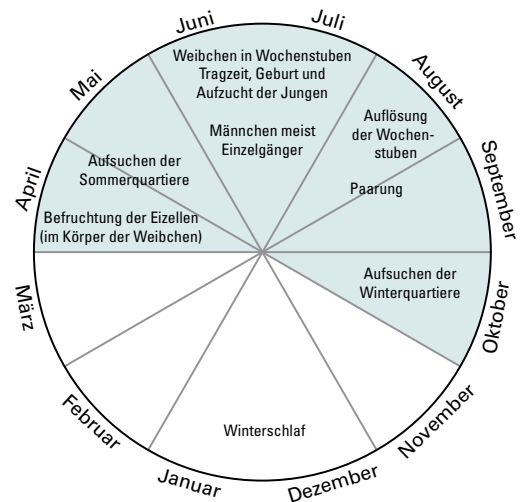 Juni
Juli
Mai
August
April
September
März
Oktober
Februar
November
Januar
Dezember
Weibchen in Wochenstuben
Tragzeit, Geburt und
Aufzucht der Jungen
Männchen meist
Einzelgänger
Auflösung
der Wochen-
stuben
Aufsuchen der
Sommerquartiere
Paarung
Befruchtung der Eizellen
(im Körper der Weibchen)
Aufsuchen der
Winterquartiere
Winterschlaf